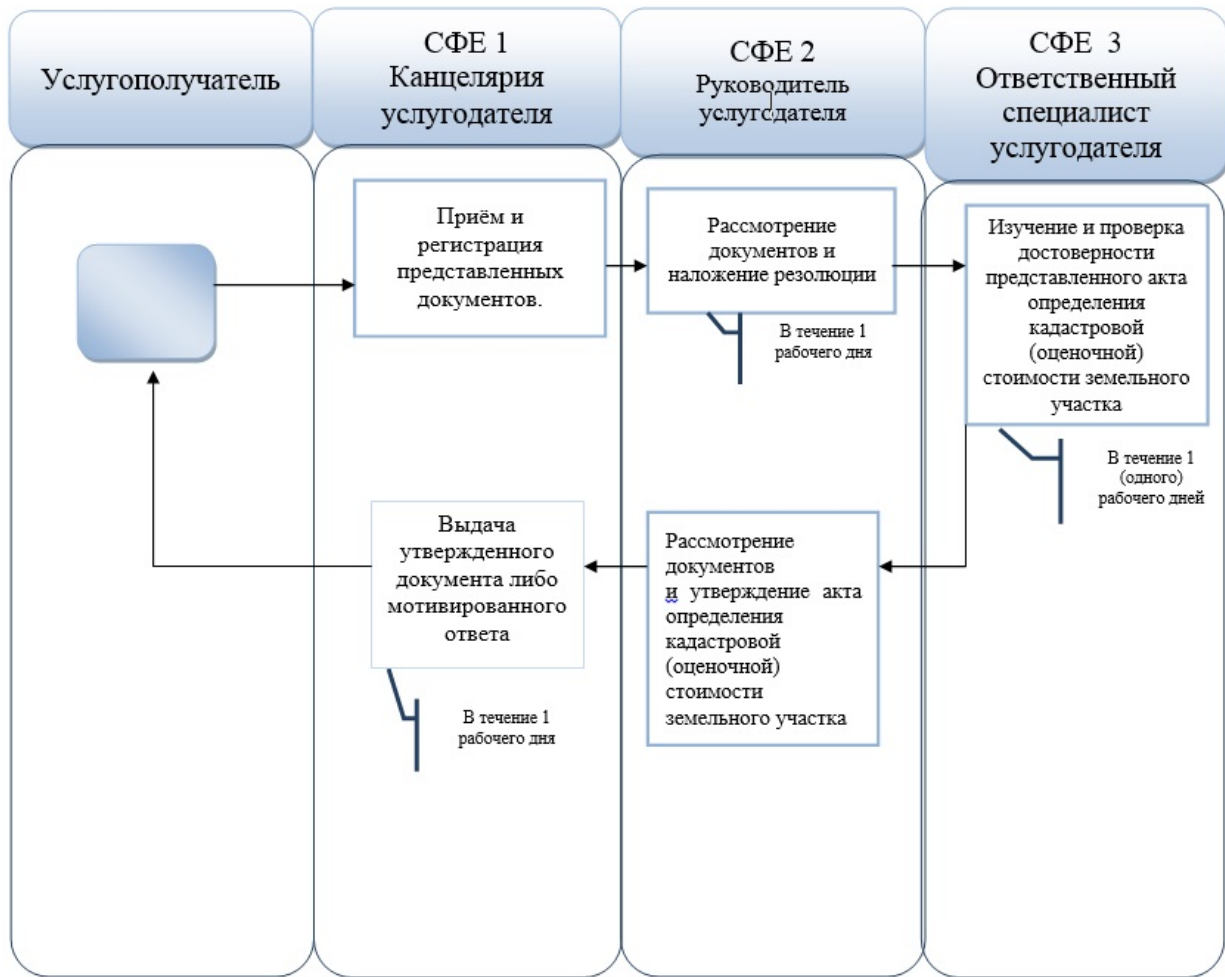 Услугополучатель
СФЕ 1
Канцелярия
услугодателя
СФЕ 2
Руководитель
услугодателя
СФЕ 3
Ответственный
специалист
услугодателя
Приём и
регистрация
представленных
документов.
Рассмотрение
документов и
наложение резолюции
В течение 1
рабочего дня
Изучение и проверка
достоверности
представленного акта
определения
кадастровой
(оценочной)
стоимости земельного
участка
В течение 1
(одного)
рабочего дней
Рассмотрение
документов
и утверждение акта
определения
кадастровой
(оценочной)
стоимости
земельного участка
Выдача
утвержденного
документа либо
мотивированного
ответа
В течение 1
рабочего дня